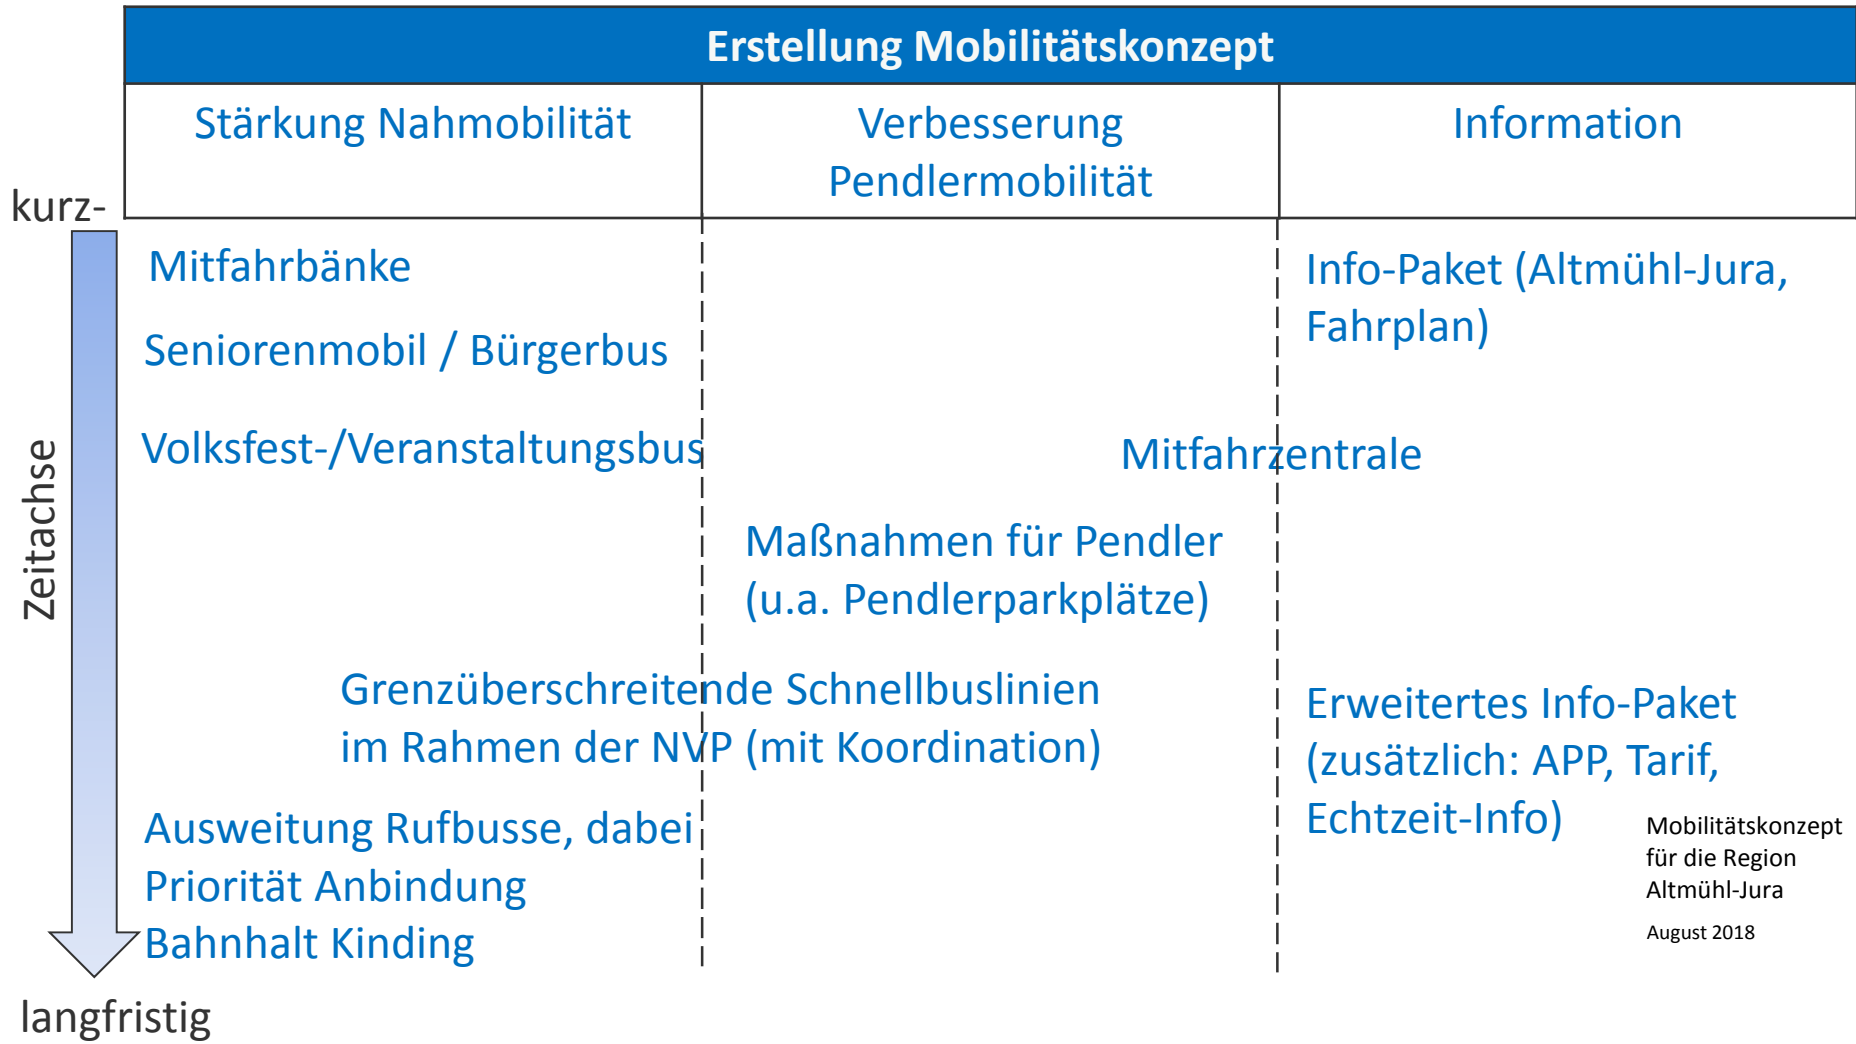 Erstellung Mobilitätskonzept
Stärkung Nahmobilität
Verbesserung
Pendlermobilität
Information
kurz-
Zeitachse
langfristig
Mitfahrbänke
Seniorenmobil / Bürgerbus
Volksfest-/Veranstaltungsbus
Info-Paket (Altmühl-Jura,
Fahrplan)
Mitfahrzentrale
Maßnahmen für Pendler
(u.a. Pendlerparkplätze)
Grenzüberschreitende Schnellbuslinien
im Rahmen der NVP (mit Koordination)
Erweitertes Info-Paket
(zusätzlich: APP, Tarif,
Echtzeit-Info)
Ausweitung Rufbusse, dabei
Priorität Anbindung
Bahnhalt Kinding
Mobilitätskonzept
für die Region
Altmühl-Jura
August 2018